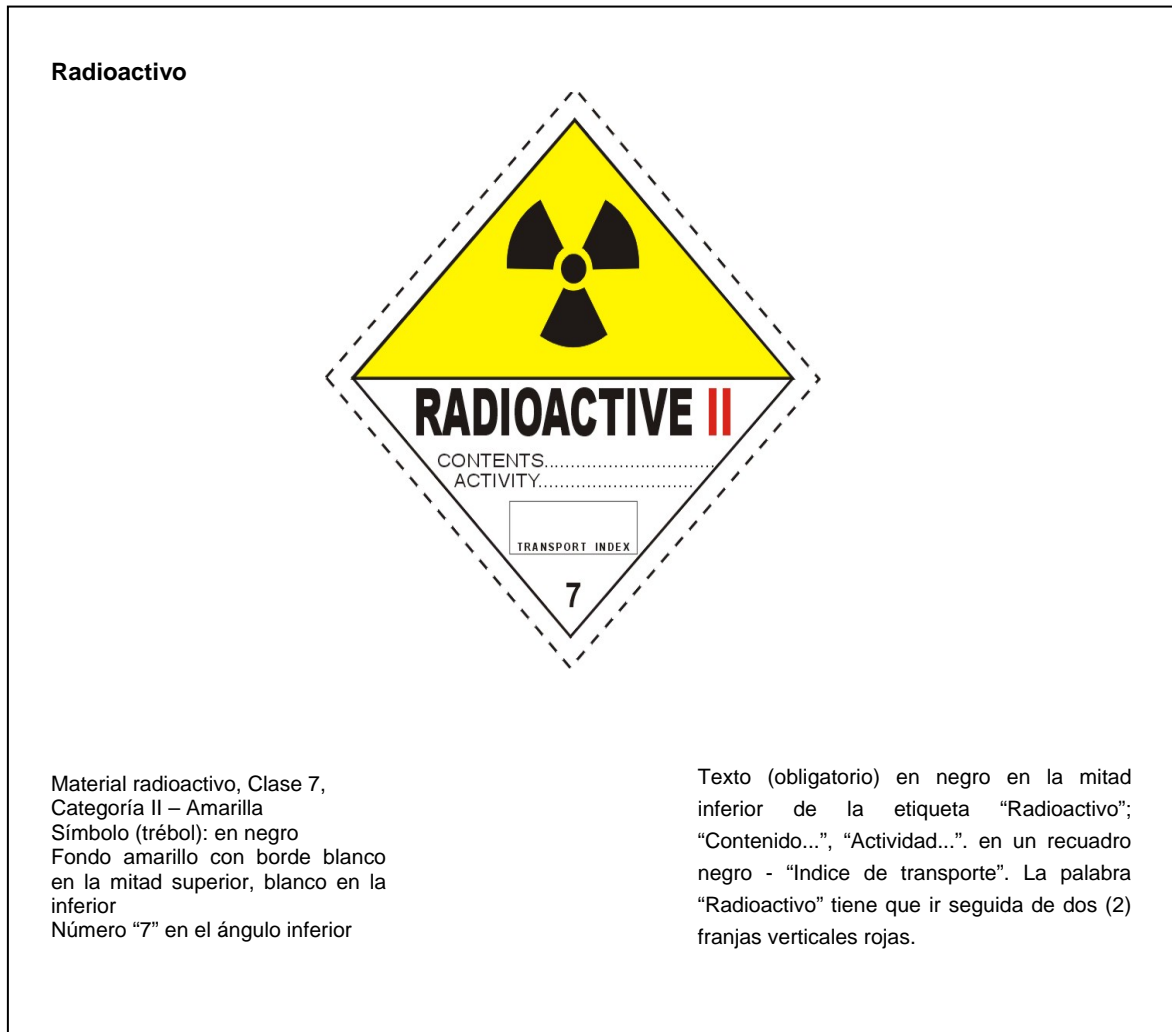 Radioactivo
RADIOACTIVE II
CONTENTS.................................
ACTIVITY..............................
TRANSPORT INDEX
7
Material radioactivo, Clase 7,
Categoría II – Amarilla
Símbolo (trébol): en negro
Fondo amarillo con borde blanco
en la mitad superior, blanco en la
inferior
Número “7” en el ángulo inferior
Texto (obligatorio) en negro en la mitad
inferior de la etiqueta “Radioactivo”;
“Contenido...”, “Actividad...”. en un recuadro
negro - “Indice de transporte”. La palabra
“Radioactivo” tiene que ir seguida de dos (2)
franjas verticales rojas.